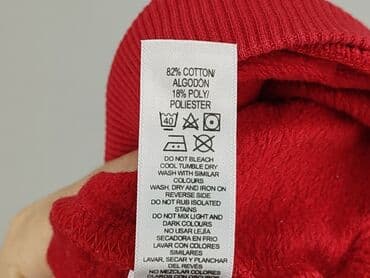 82% COTTON/
ALGODÓN
18% POLY/
POLIESTER
40
DO NOT BLEACH
COOL TUMBLE DRY
WASH WITH SIMILAR
COLOURS
WASH, DRY AND IRON ON
REVERSE SIDE
DO NOT RUB ISOLATED
STAINS
DO NOT MIX LIGHT AND
DARK COLOURS
NO USAR LEJÍA
SECADORA EN FRIO
LAVAR CON COLORES
SIMILARES
LAVAR, SECAR Y PLANCHAR
DEL REVÉS
NO MEZCLAR COLORES